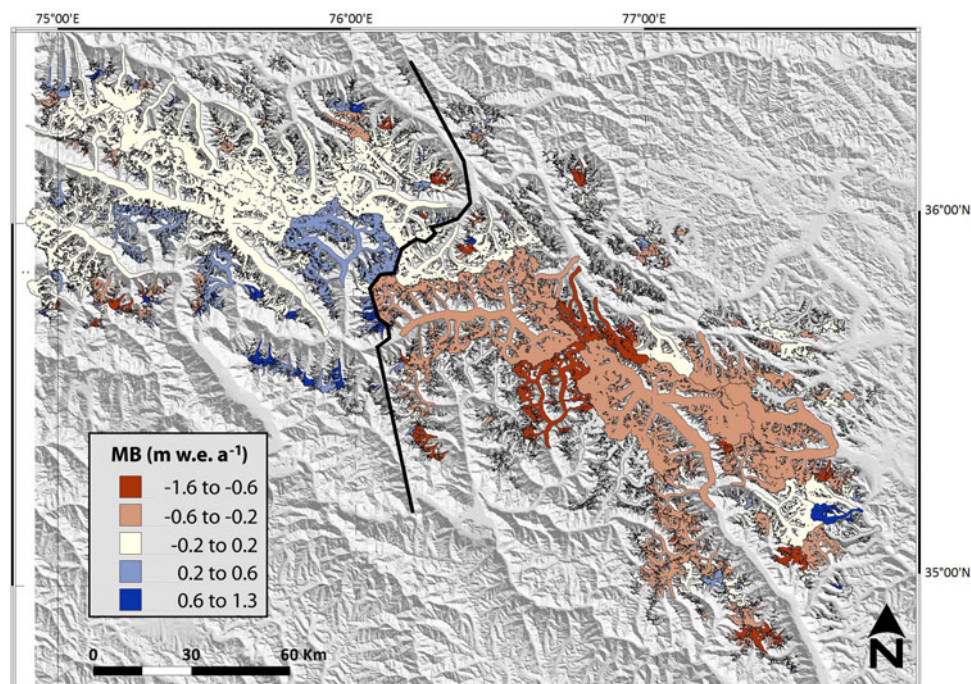 75°00'E 76°00'E 77°00'E
36°00'N
MB (m w.e. a⁻¹)
-1.6 to -0.6
-0.6 to -0.2
-0.2 to 0.2
0.2 to 0.6
0.6 to 1.3
35°00'N
0 30 60 Km
N